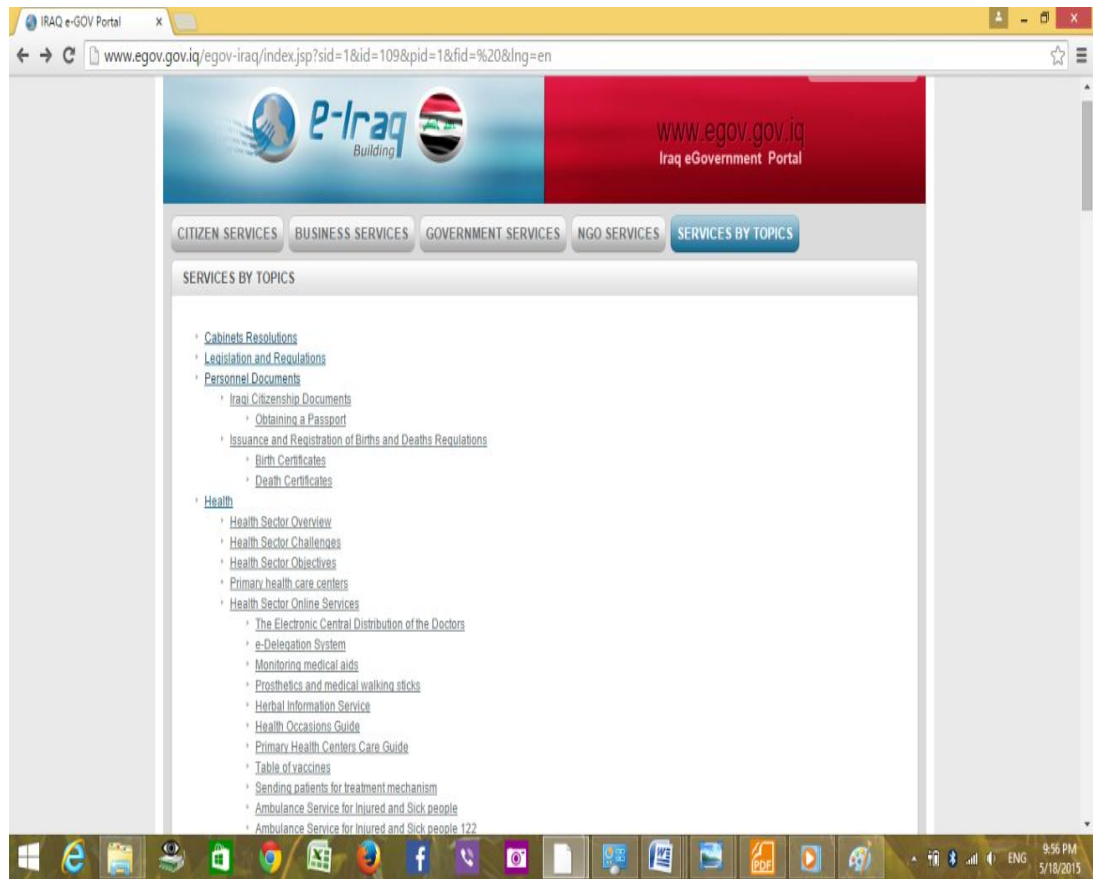 IRAQ e-GOV Portal
www.egov.gov.iq/egov-iraq/index.jsp?sid=1&id=109&pid=1&fid=%20&lng=en
e-Iraq
Building
www.egov.gov.iq
Iraq eGovernment Portal
CITIZEN SERVICES BUSINESS SERVICES GOVERNMENT SERVICES NGO SERVICES SERVICES BY TOPICS
SERVICES BY TOPICS
Cabinets Resolutions
Legislation and Regulations
Personnel Documents
Iraqi Citizenship Documents
Obtaining a Passport
Issuance and Registration of Births and Deaths Regulations
Birth Certificates
Death Certificates
Health
Health Sector Overview
Health Sector Challenges
Health Sector Objectives
Primary health care centers
Health Sector Online Services
The Electronic Central Distribution of the Doctors
e-Delegation System
Monitoring medical aids
Prosthetics and medical walking sticks
Herbal Information Service
Health Occasions Guide
Primary Health Centers Care Guide
Table of vaccines
Sending patients for treatment mechanism
Ambulance Service for Injured and Sick people
Ambulance Service for Injured and Sick people 122
PDF
ENG
9:56 PM
5/18/2015